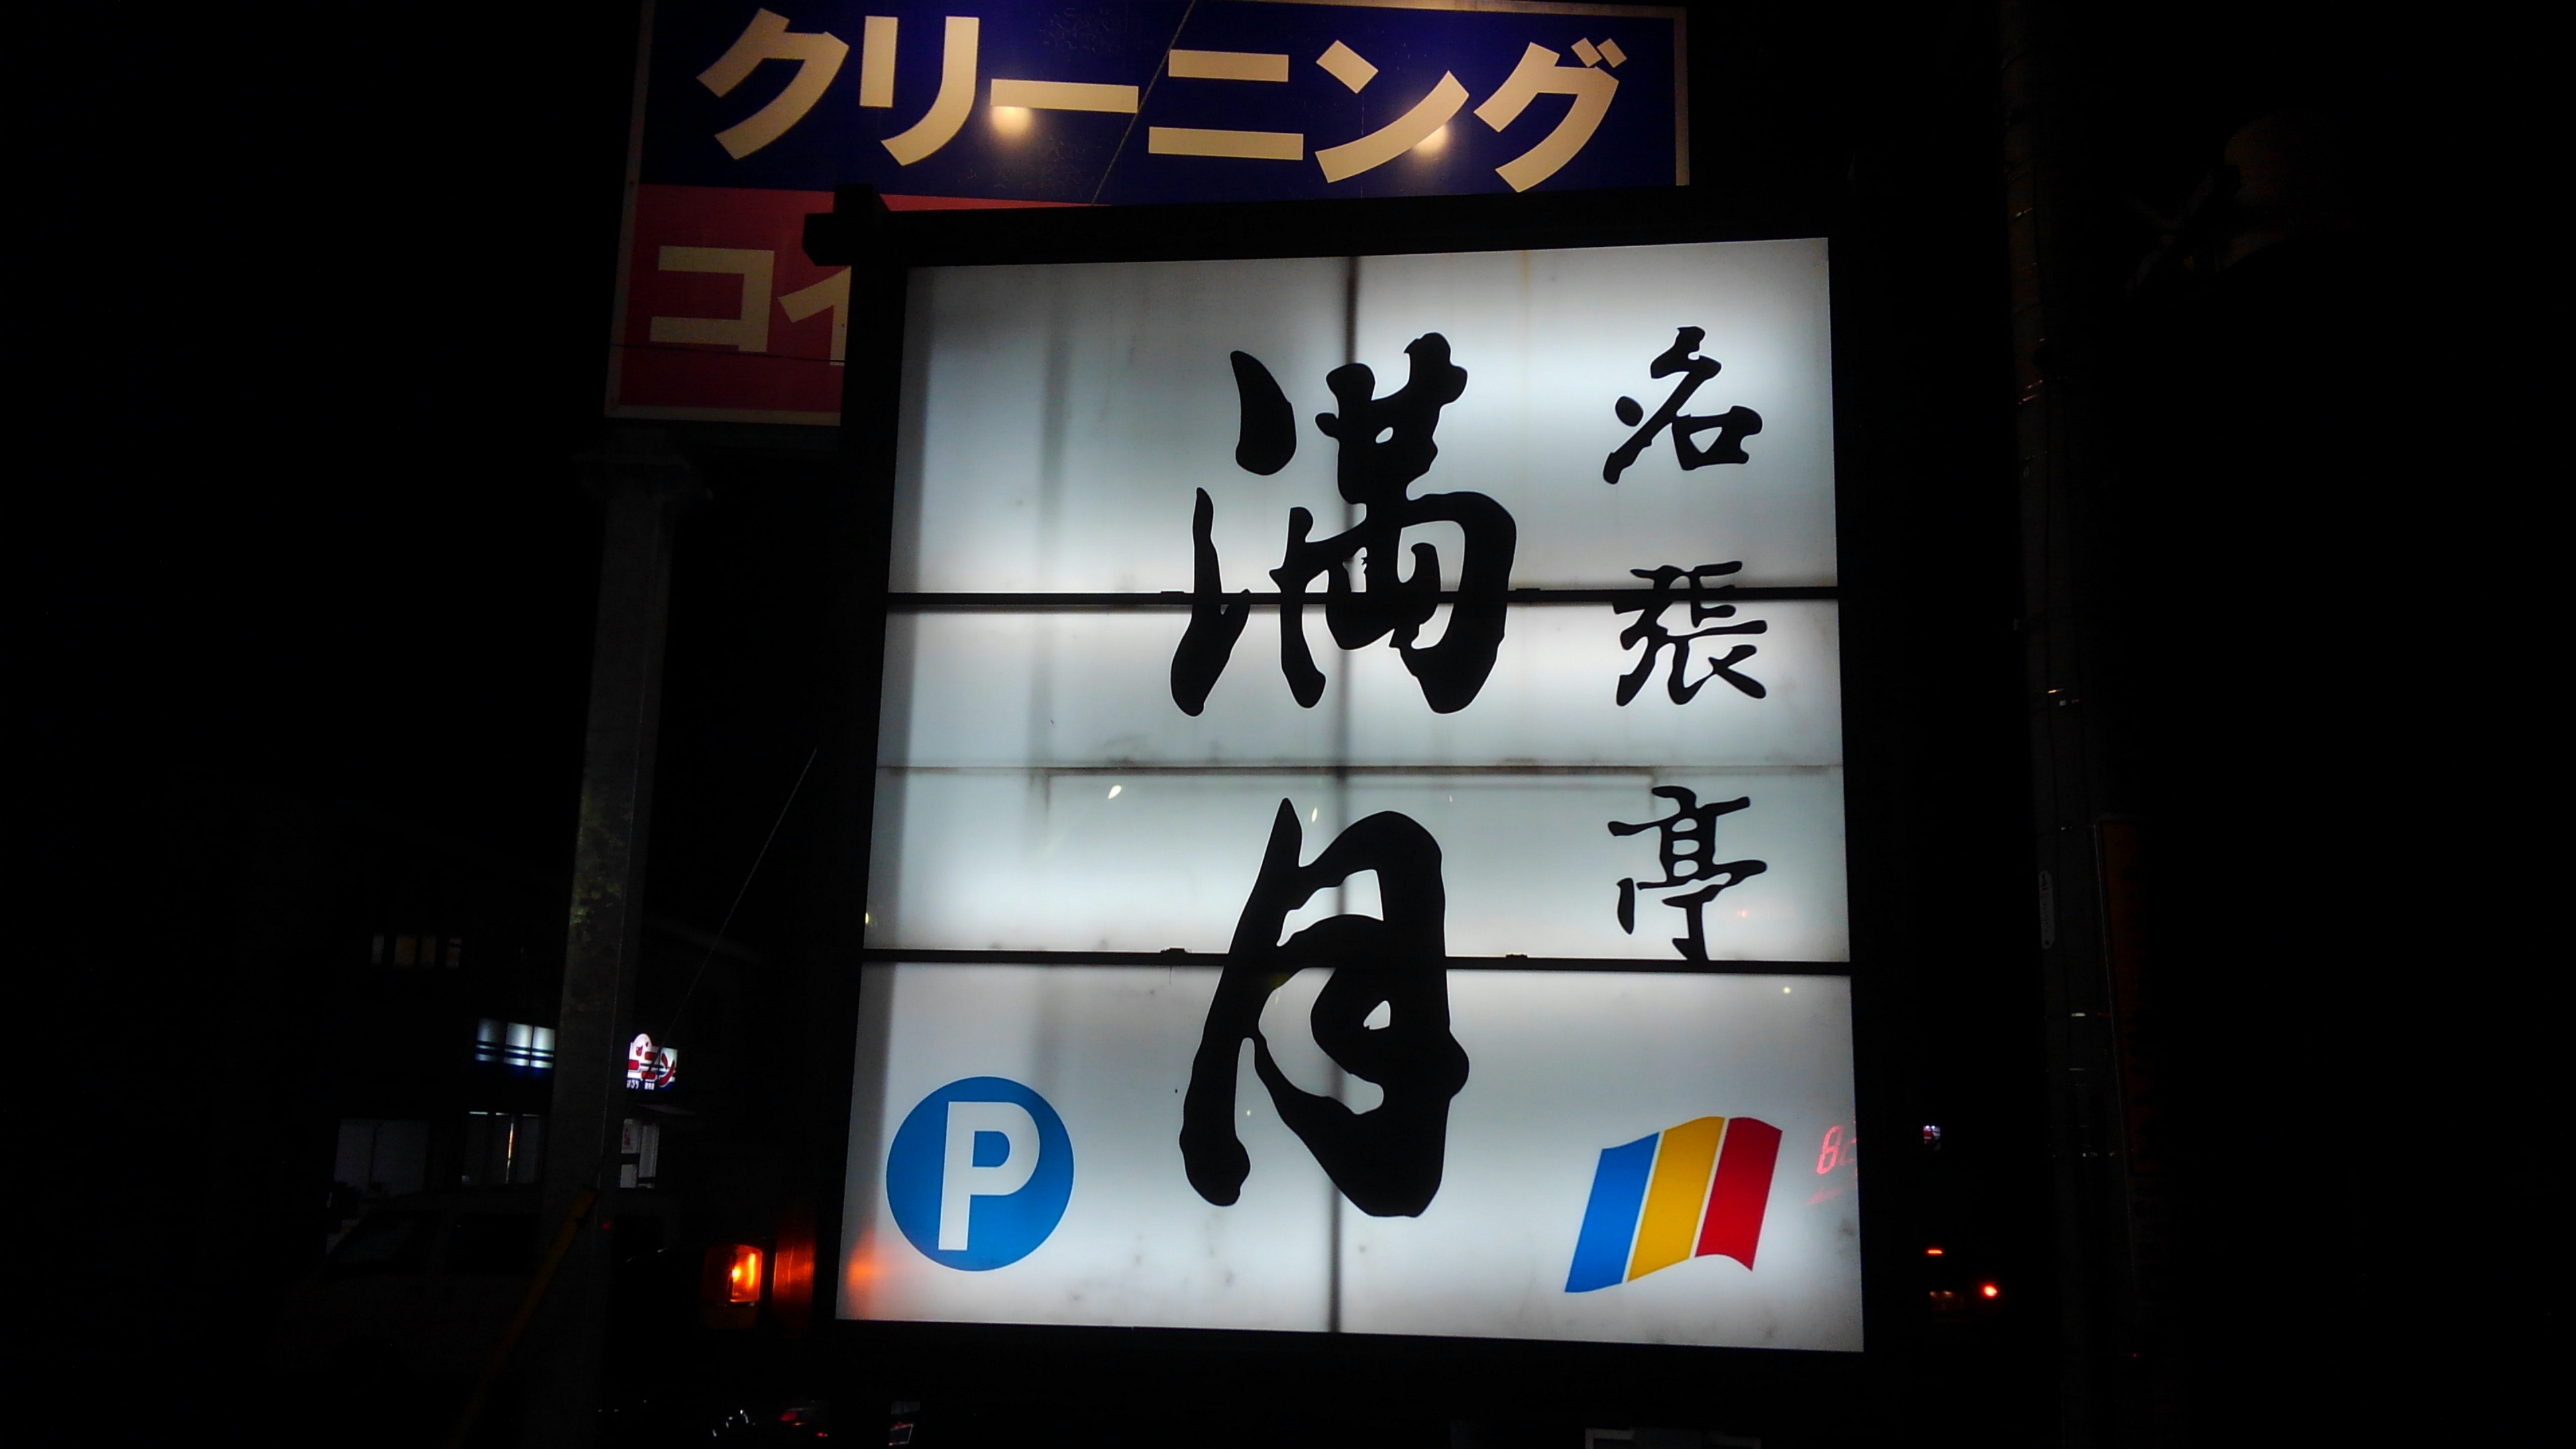 クリーニング
コイ
名張亭
満月
P